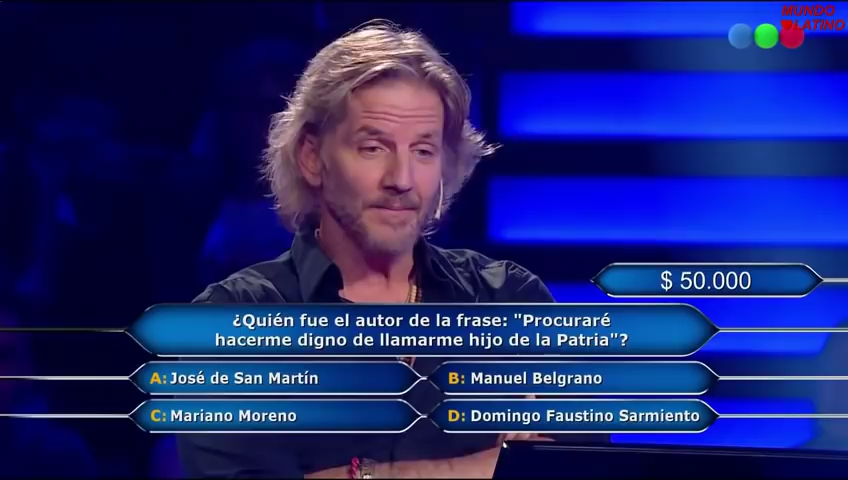 MUNDO
LATINO
$ 50.000
¿Quién fue el autor de la frase: "Procuraré
hacerme digno de llamarme hijo de la Patria"?
A: José de San Martín
B: Manuel Belgrano
C: Mariano Moreno
D: Domingo Faustino Sarmiento